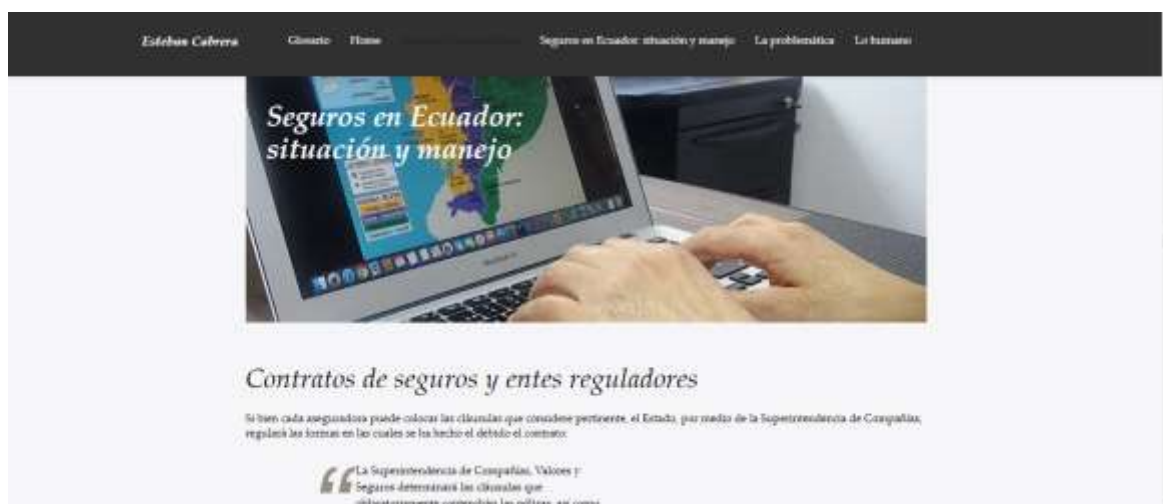 Esteban Cabrera Glosario Home Seguros en Ecuador: situación y manejo La problemática Lo humano
Seguros en Ecuador:
situación y manejo
Contratos de seguros y entes reguladores
Si bien cada aseguradora puede colocar las cláusulas que considere pertinente, el Estado, por medio de la Superintendencia de Compañías,
regulará las formas en las cuales se ha hecho el debido el contrato:
La Superintendencia de Compañías, Valores y
Seguros determinará las cláusulas que